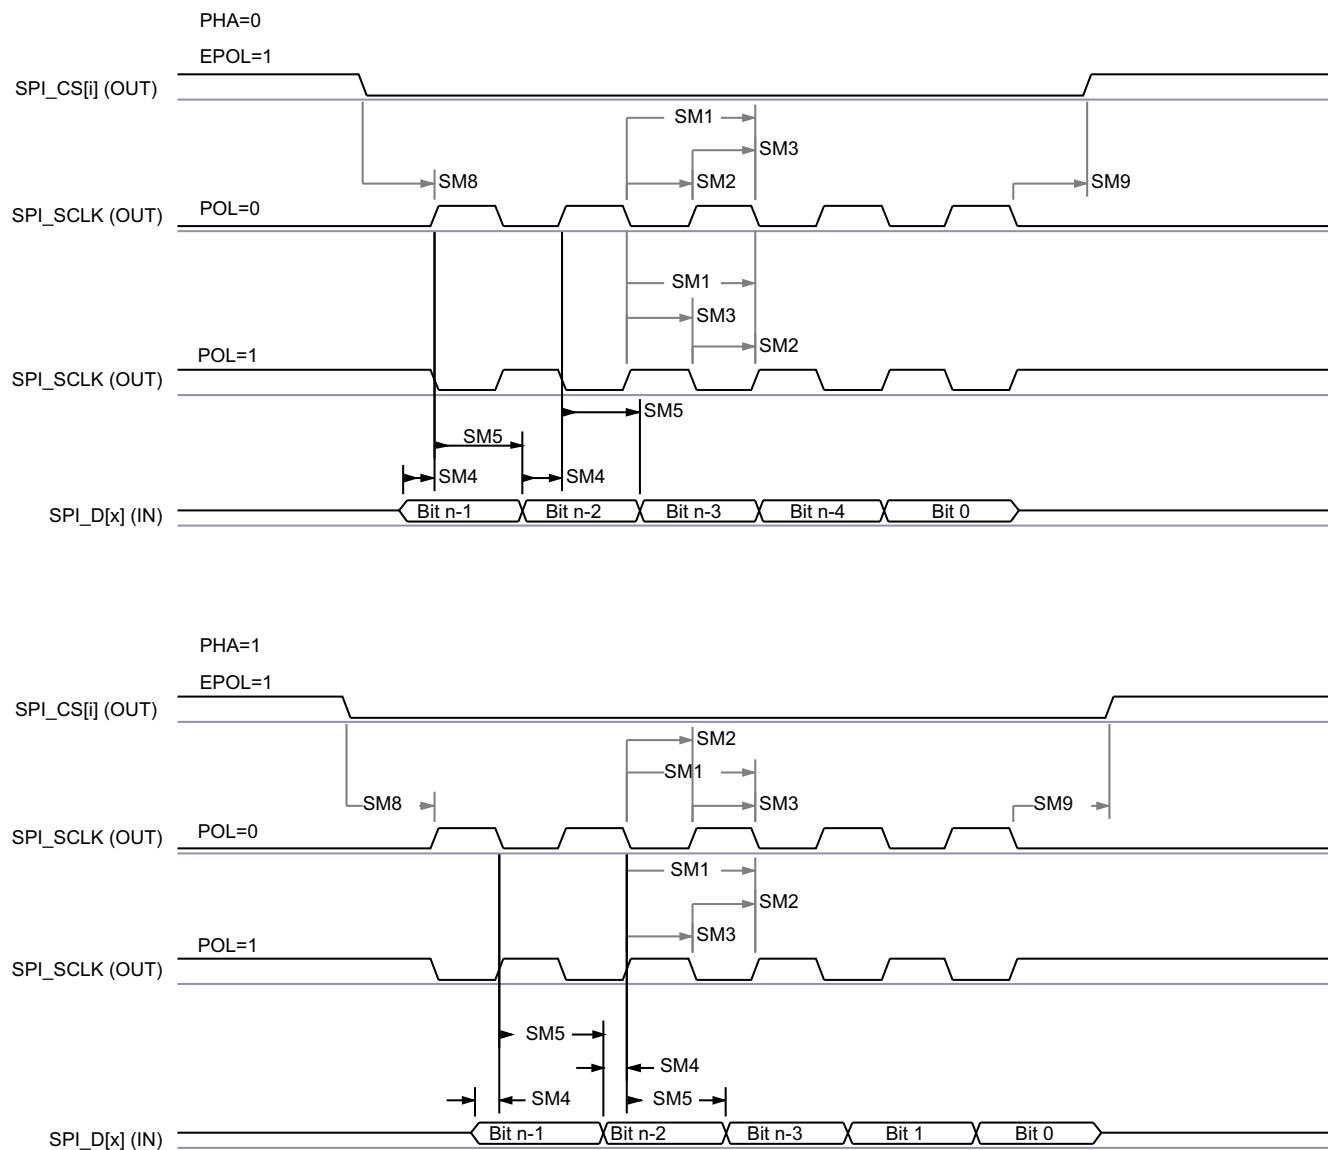 PHA=0
EPOL=1
SPI_CS[i] (OUT)
SM1
SM3
SM8
SM2
SM9
SPI_SCLK (OUT)
POL=0
SM1
SM3
SM2
POL=1
SPI_SCLK (OUT)
SM5
SM5
SM4
SM4
SPI_D[x] (IN)
Bit n-1
Bit n-2
Bit n-3
Bit n-4
Bit 0
PHA=1
EPOL=1
SPI_CS[i] (OUT)
SM2
SM1
SM8
SM3
SM9
SPI_SCLK (OUT)
POL=0
SM1
SM2
SM3
POL=1
SPI_SCLK (OUT)
SM5
SM4
SM4
SM5
SPI_D[x] (IN)
Bit n-1
Bit n-2
Bit n-3
Bit 1
Bit 0